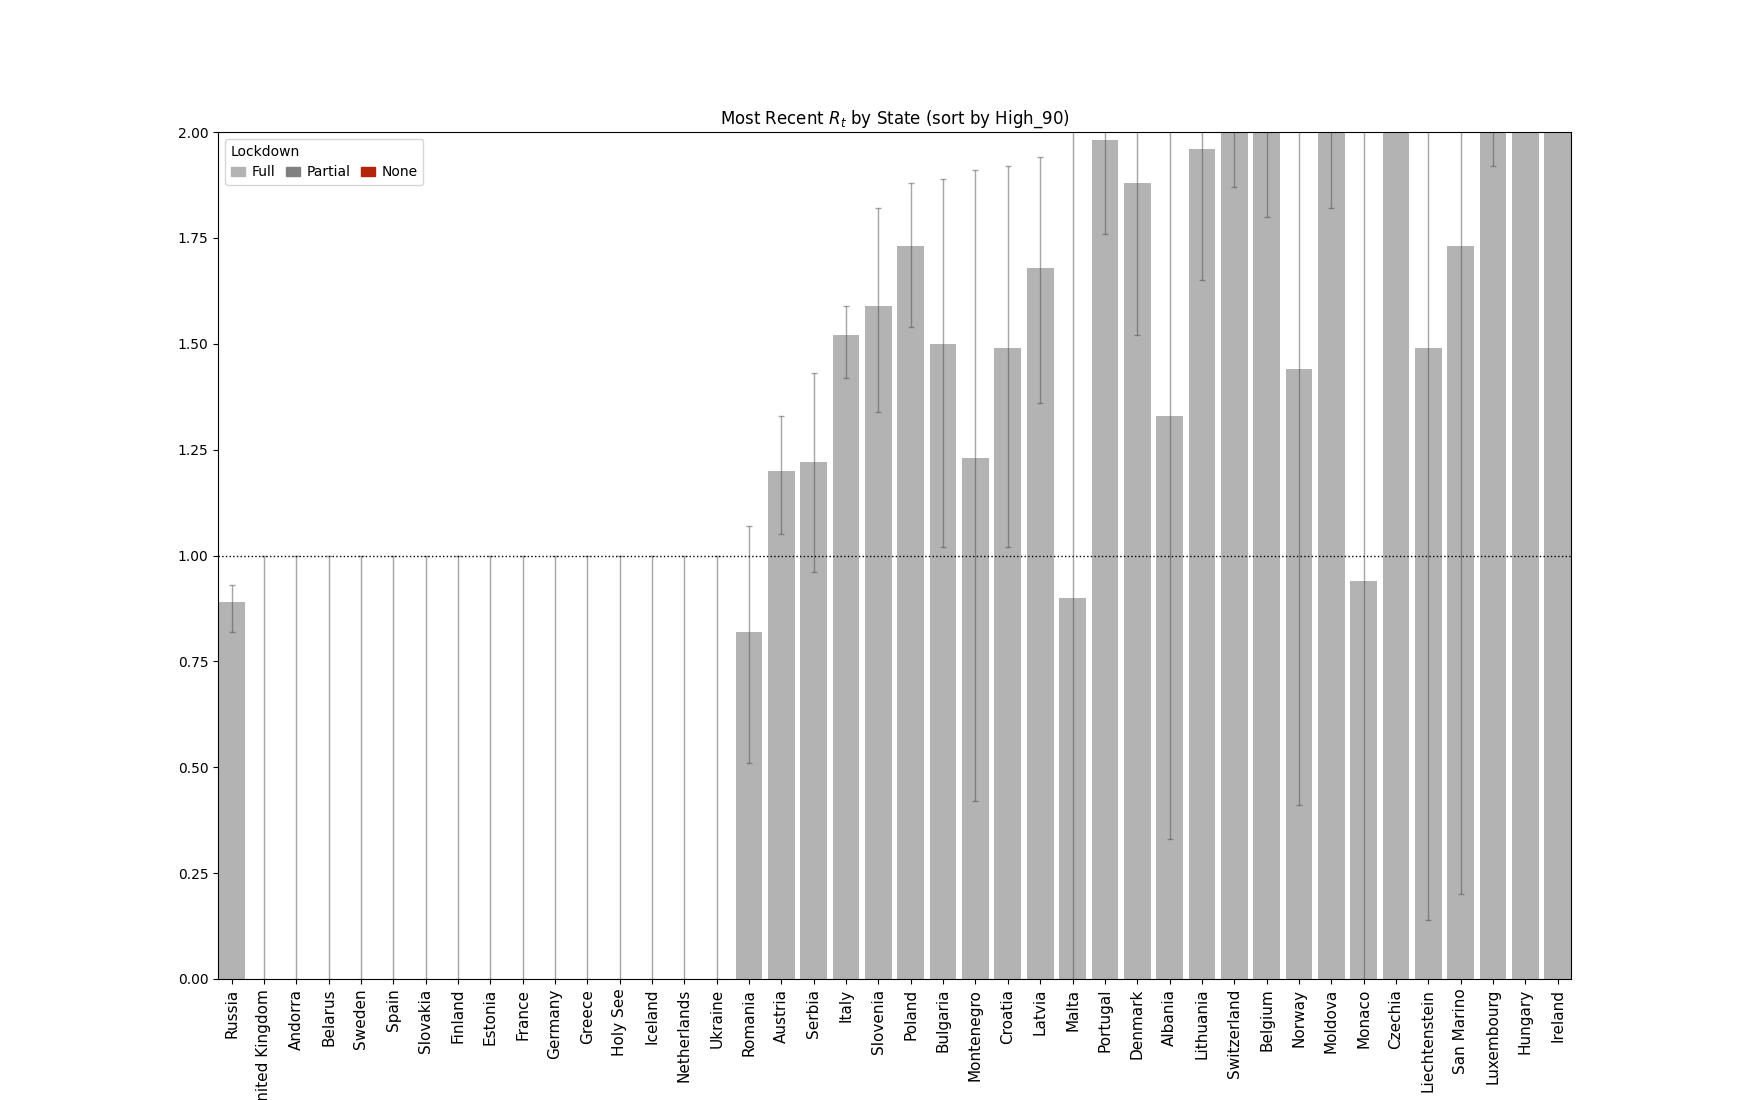 Most Recent R_t by State (sort by High_90)
Lockdown
Full Partial None
2.00
1.75
1.50
1.25
1.00
0.75
0.50
0.25
0.00
Russia
nited Kingdom
Andorra
Belarus
Sweden
Spain
Slovakia
Finland
Estonia
France
Germany
Greece
Holy See
Iceland
Netherlands
Ukraine
Romania
Austria
Serbia
Italy
Slovenia
Poland
Bulgaria
Montenegro
Croatia
Latvia
Malta
Portugal
Denmark
Albania
Lithuania
Switzerland
Belgium
Norway
Moldova
Monaco
Czechia
Liechtenstein
San Marino
Luxembourg
Hungary
Ireland